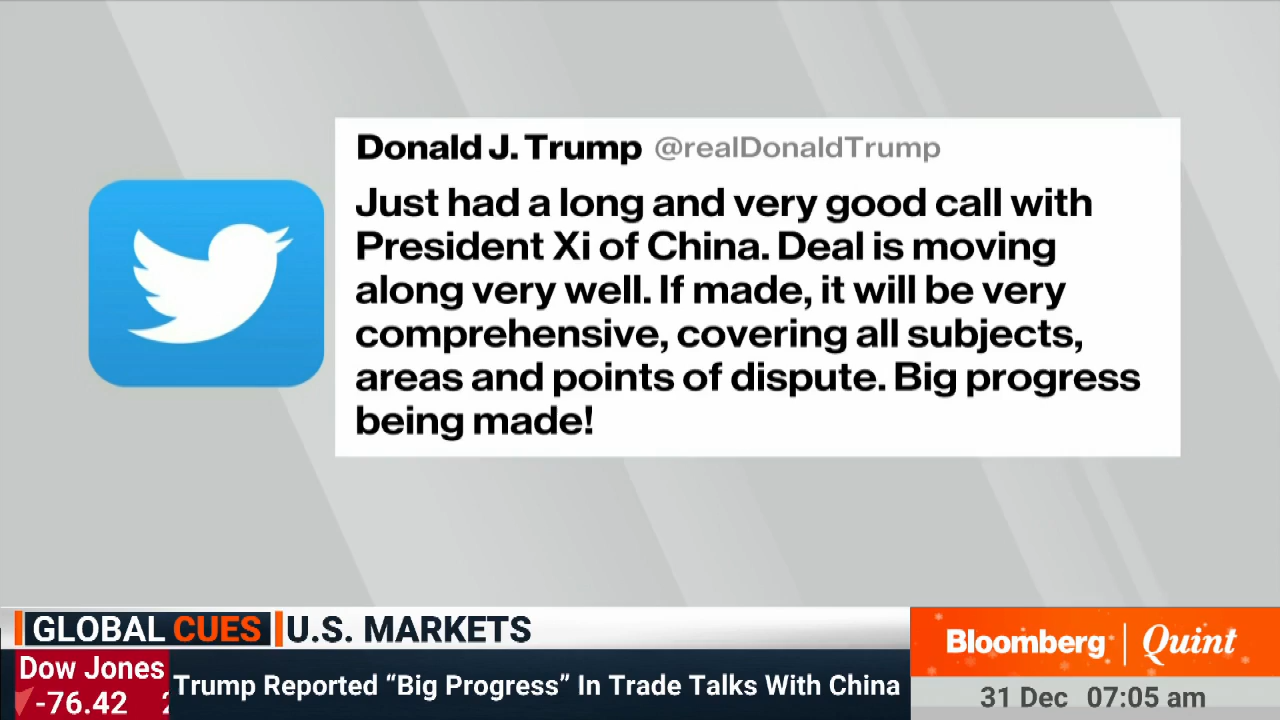 Donald J. Trump @realDonaldTrump
Just had a long and very good call with
President Xi of China. Deal is moving
along very well. If made, it will be very
comprehensive, covering all subjects,
areas and points of dispute. Big progress
being made!
GLOBAL CUES U.S. MARKETS
Bloomberg | Quint
Dow Jones
-76.42
Trump Reported “Big Progress” In Trade Talks With China
31 Dec 07:05 am